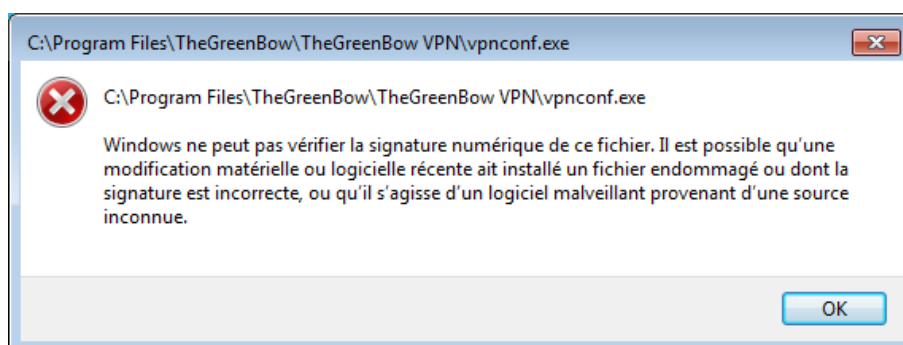 C:\Program Files\TheGreenBow\TheGreenBow VPN\vpnconf.exe
C:\Program Files\TheGreenBow\TheGreenBow VPN\vpnconf.exe
Windows ne peut pas vérifier la signature numérique de ce fichier. Il est possible qu'une
modification matérielle ou logicielle récente ait installé un fichier endommagé ou dont la
signature est incorrecte, ou qu'il s'agisse d'un logiciel malveillant provenant d'une source
inconnue.
OK